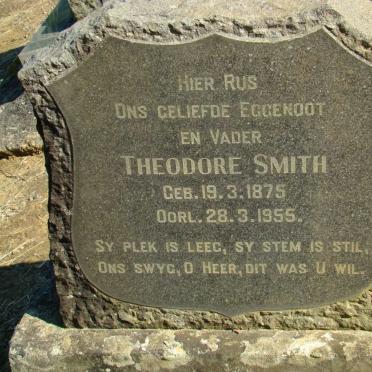 HIER RUS
ONS GELIEFDE EGGENOOT
EN VADER
THEODORE SMITH
GEB. 19.3.1875
OORL. 28.3.1955.
SY PLEK IS LEEG, SY STEM IS STIL,
ONS SWYG, O HEER, DIT WAS U WIL.